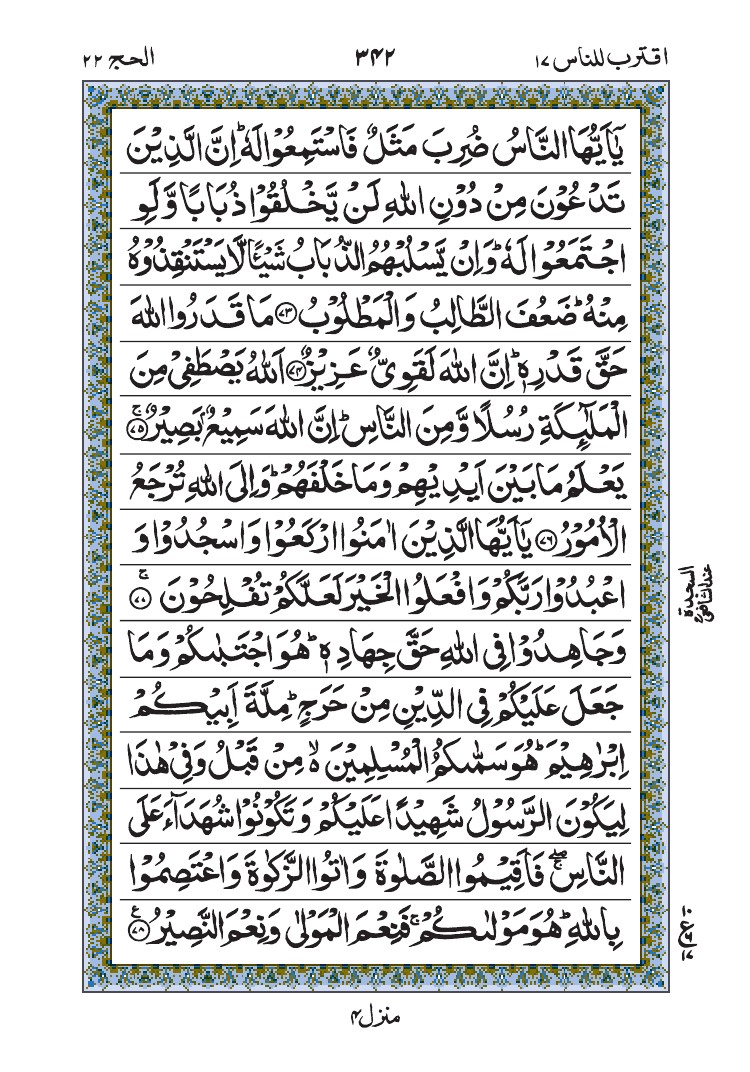 اقترب للناس ١٧
٣٤٢
الحج ٢٢
يٰۤاَيُّهَا النَّاسُ ضُرِبَ مَثَلٌ فَاسْتَمِعُوْا لَهٗ ؕ اِنَّ الَّذِيْنَ
تَدْعُوْنَ مِنْ دُوْنِ اللّٰهِ لَنْ يَّخْلُقُوْا ذُبَابًا وَّلَوِ
اجْتَمَعُوْا لَهٗ ؕ وَاِنْ يَّسْلُبْهُمُ الذُّبَابُ شَيْـًٔا لَّا يَسْتَنْقِذُوْهُ
مِنْهُ ؕ ضَعُفَ الطَّالِبُ وَالْمَطْلُوْبُ ﴿٧٣﴾ مَا قَدَرُوا اللّٰهَ
حَقَّ قَدْرِهٖ ؕ اِنَّ اللّٰهَ لَقَوِىٌّ عَزِيْزٌ ﴿٧٤﴾ اَللّٰهُ يَصْطَفِىْ مِنَ
الْمَلٰٓئِكَةِ رُسُلًا وَّمِنَ النَّاسِ ؕ اِنَّ اللّٰهَ سَمِيْعٌۢ بَصِيْرٌ ۚ ﴿٧٥﴾
يَعْلَمُ مَا بَيْنَ اَيْدِيْهِمْ وَمَا خَلْفَهُمْ ؕ وَاِلَى اللّٰهِ تُرْجَعُ
الْاُمُوْرُ ﴿٧٦﴾ يٰۤاَيُّهَا الَّذِيْنَ اٰمَنُوا ارْكَعُوْا وَاسْجُدُوْا وَ
اعْبُدُوْا رَبَّكُمْ وَافْعَلُوا الْخَيْرَ لَعَلَّكُمْ تُفْلِحُوْنَ ۚ ﴿٧٧﴾
السجدة
عند الشافعي
وَجَاهِدُوْا فِى اللّٰهِ حَقَّ جِهَادِهٖ ؕ هُوَ اجْتَبٰىكُمْ وَمَا
جَعَلَ عَلَيْكُمْ فِى الدِّيْنِ مِنْ حَرَجٍ ؕ مِلَّةَ اَبِيْكُمْ
اِبْرٰهِيْمَ ؕ هُوَ سَمّٰىكُمُ الْمُسْلِمِيْنَ ۙ مِنْ قَبْلُ وَفِىْ هٰذَا
لِيَكُوْنَ الرَّسُوْلُ شَهِيْدًا عَلَيْكُمْ وَتَكُوْنُوْا شُهَدَآءَ عَلَى
النَّاسِ ۖۚ فَاَقِيْمُوا الصَّلٰوةَ وَاٰتُوا الزَّكٰوةَ وَاعْتَصِمُوْا
بِاللّٰهِ ؕ هُوَ مَوْلٰىكُمْ ۚ فَنِعْمَ الْمَوْلٰى وَنِعْمَ النَّصِيْرُ ﴿٧٨﴾
منزل ٤